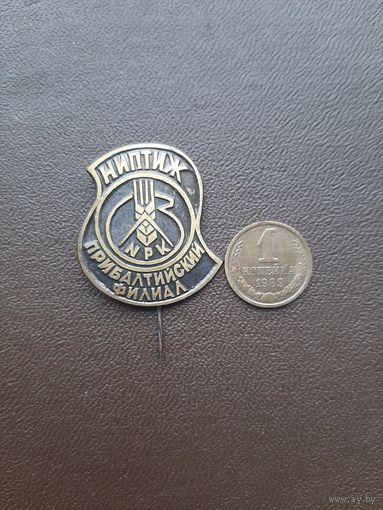 НИПТИЖ
NPK
ПРИБАЛТИЙСКИЙ
ФИЛИАЛ
1
КОПЕЙКА
1989
www.ay.by